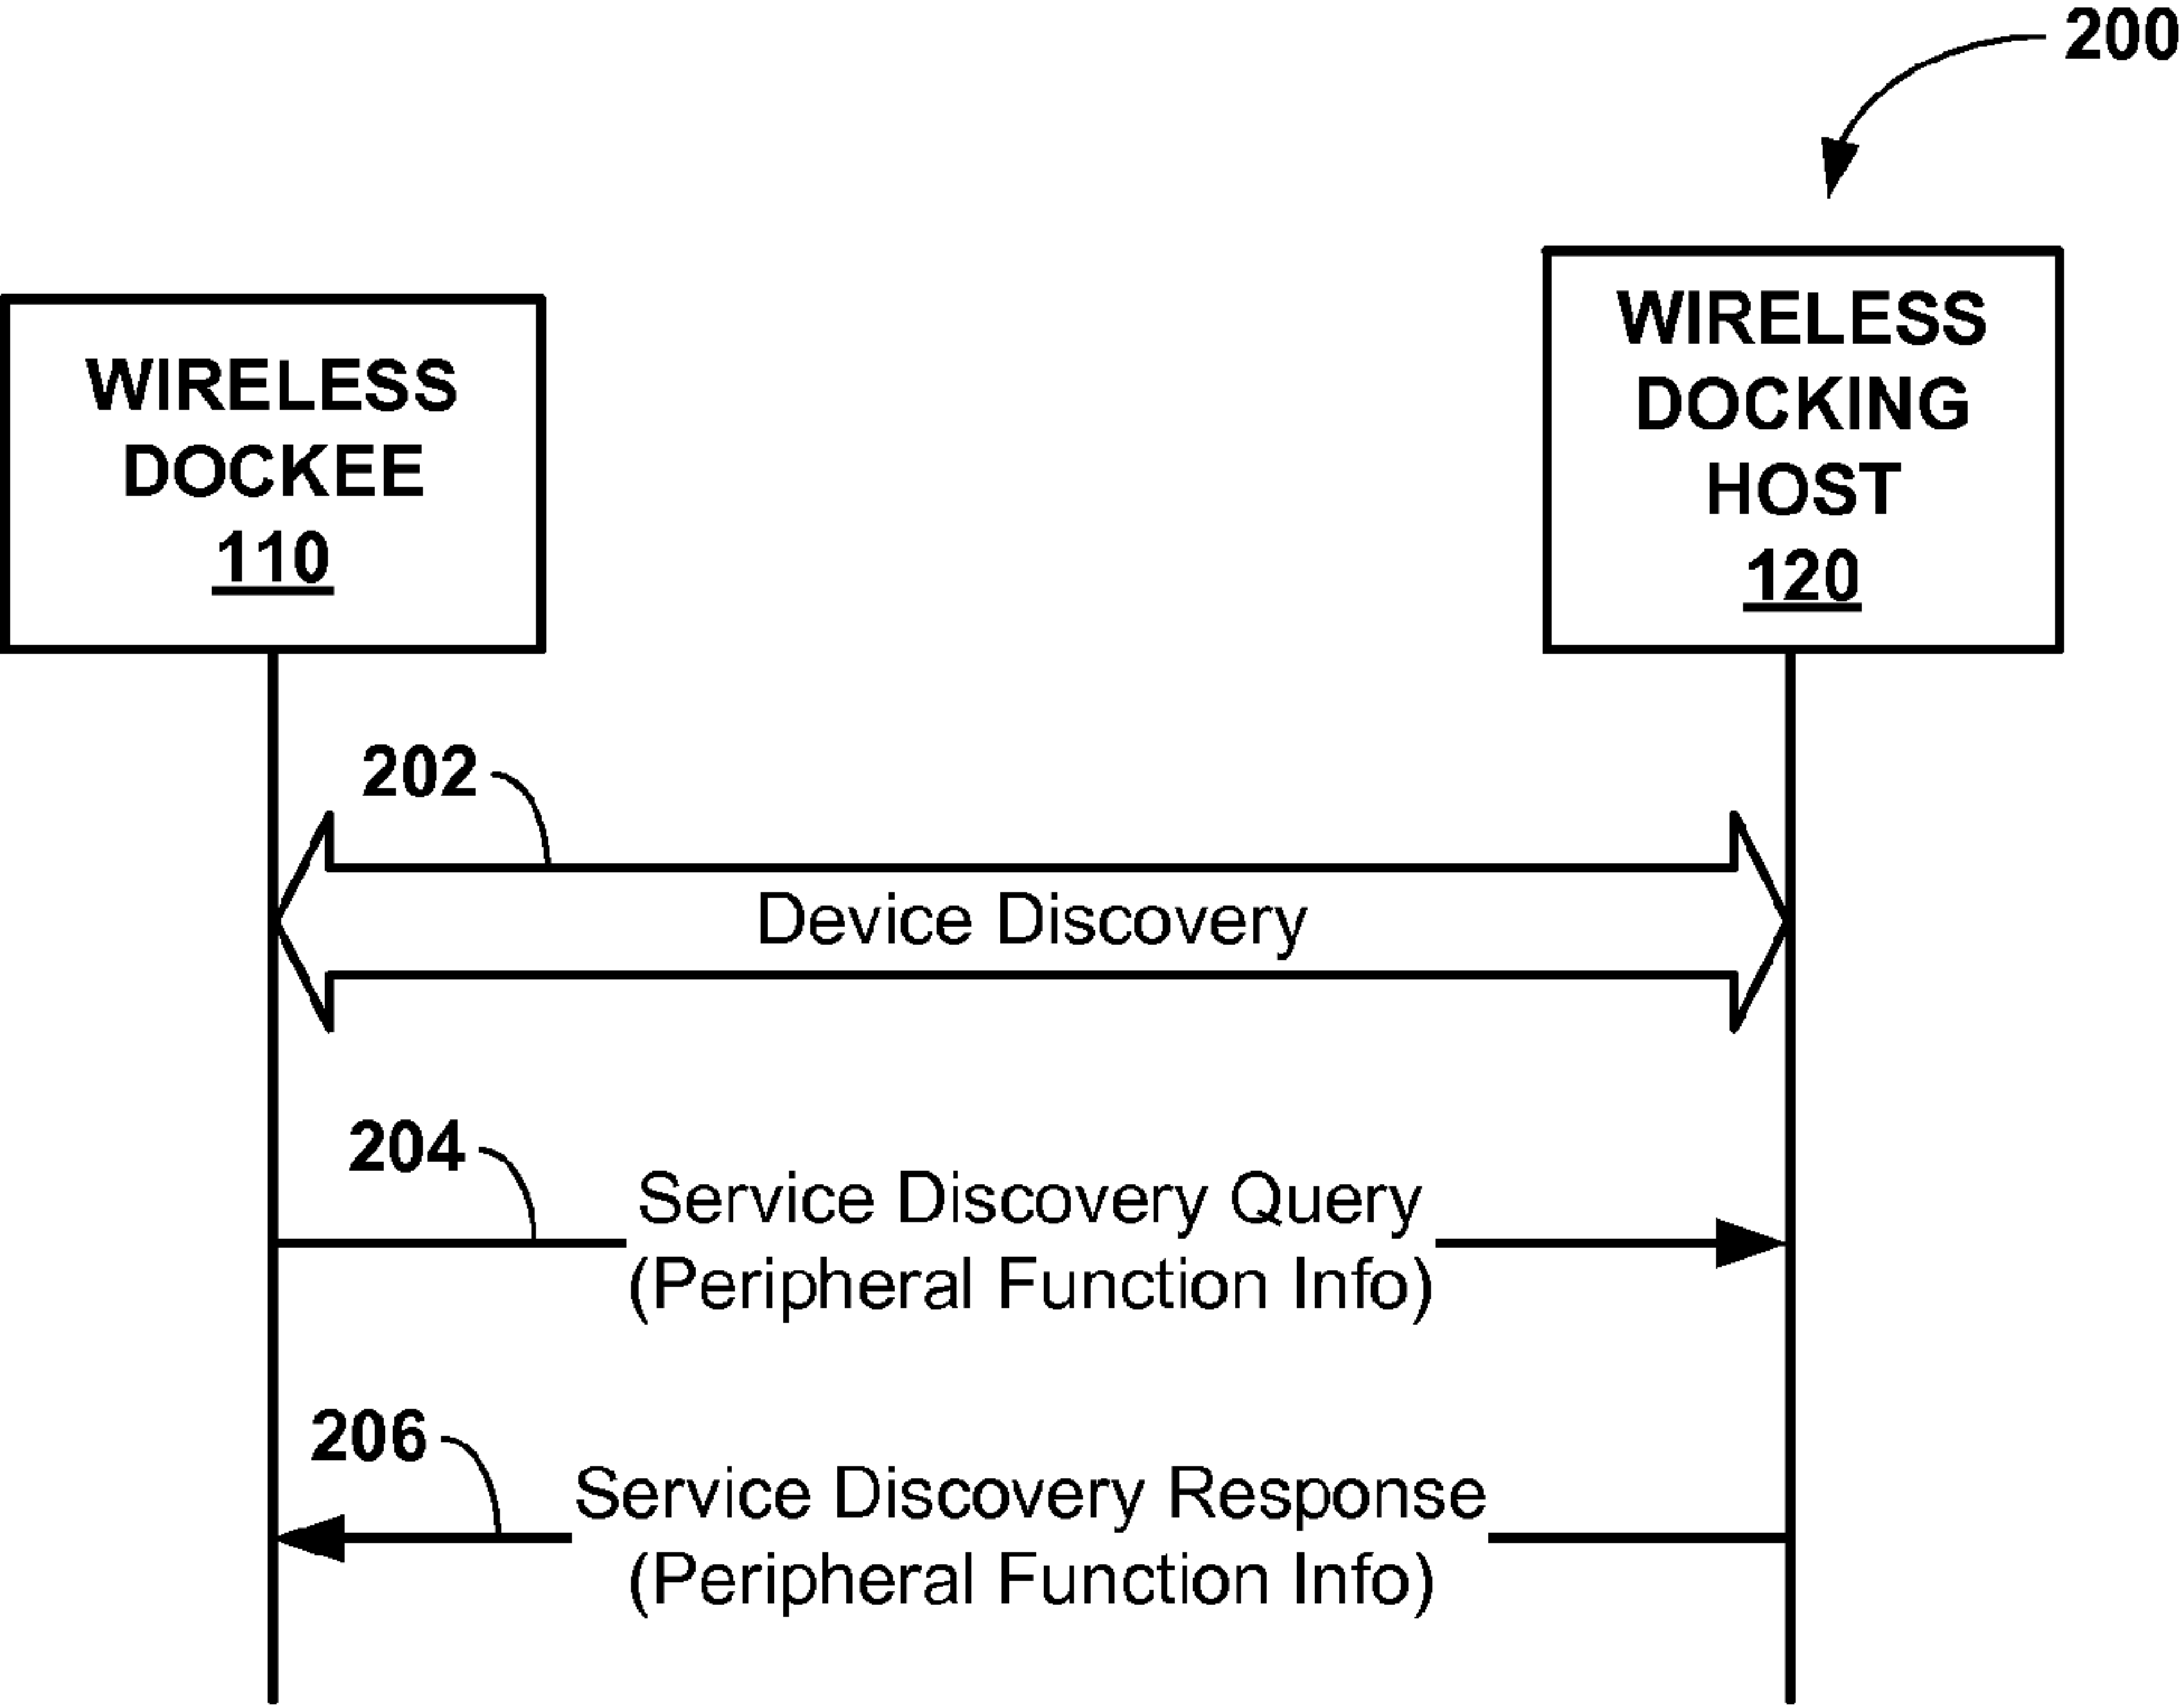 200
WIRELESS
DOCKEE
110
WIRELESS
DOCKING
HOST
120
202
Device Discovery
204
Service Discovery Query
(Peripheral Function Info)
206
Service Discovery Response
(Peripheral Function Info)